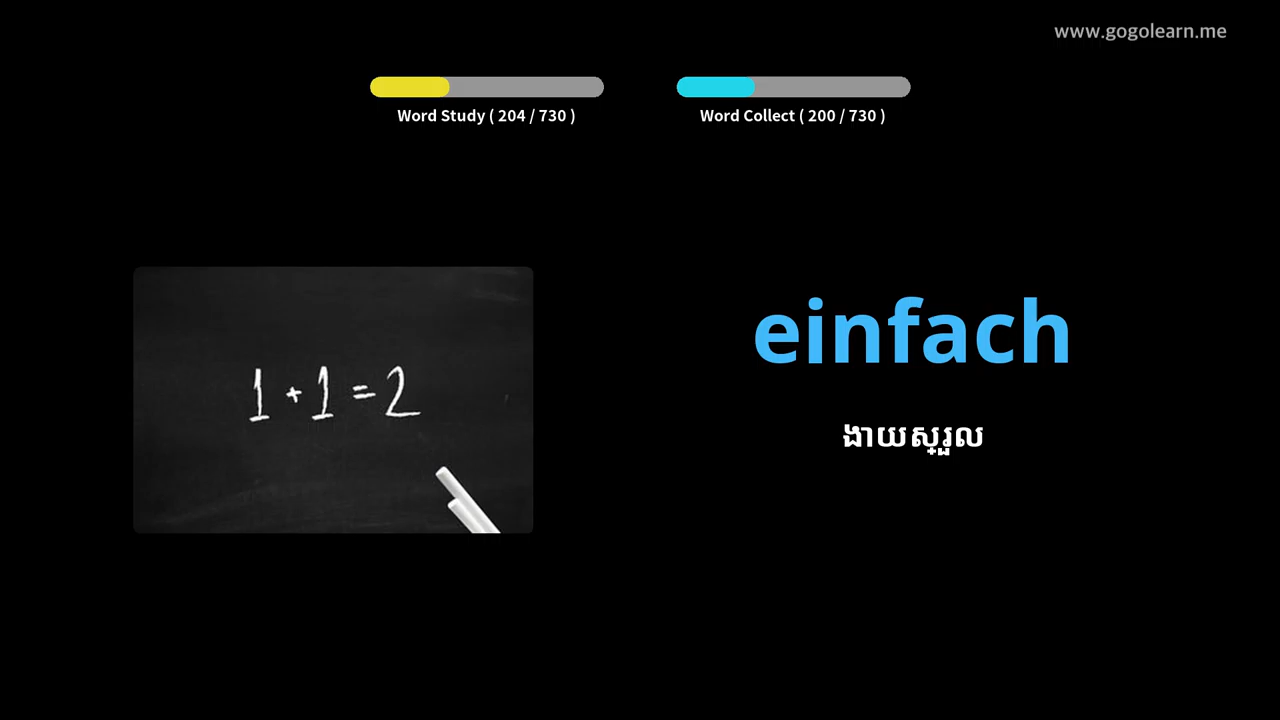 www.gogolearn.me
Word Study ( 204 / 730 )
Word Collect ( 200 / 730 )
1 + 1 = 2
einfach
ងាយស្រួល